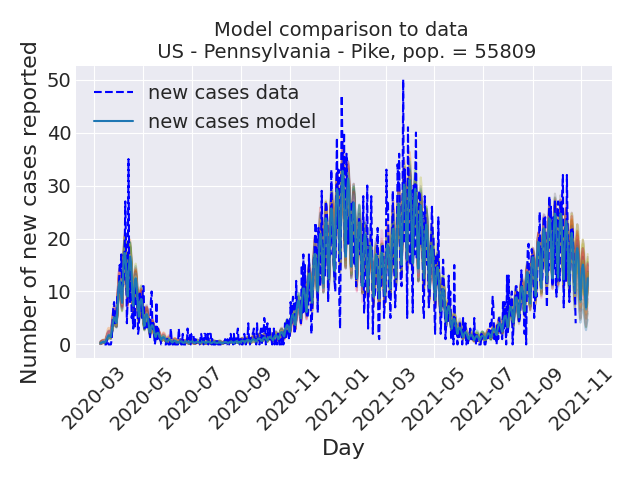 Model comparison to data
US - Pennsylvania - Pike, pop. = 55809
Number of new cases reported
50
40
30
20
10
0
new cases data
new cases model
2020-03
2020-05
2020-07
2020-09
2020-11
2021-01
2021-03
2021-05
2021-07
2021-09
2021-11
Day